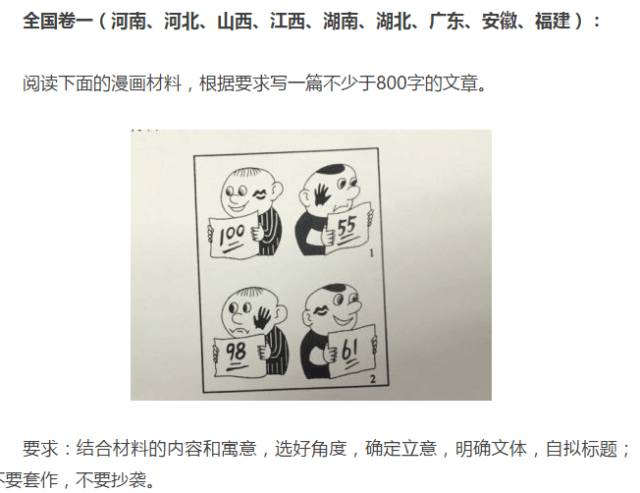 全国卷一（河南、河北、山西、江西、湖南、湖北、广东、安徽、福建）：
阅读下面的漫画材料，根据要求写一篇不少于800字的文章。
100
55
1
98
61
2
要求：结合材料的内容和寓意，选好角度，确定立意，明确文体，自拟标题；
不要套作，不要抄袭。